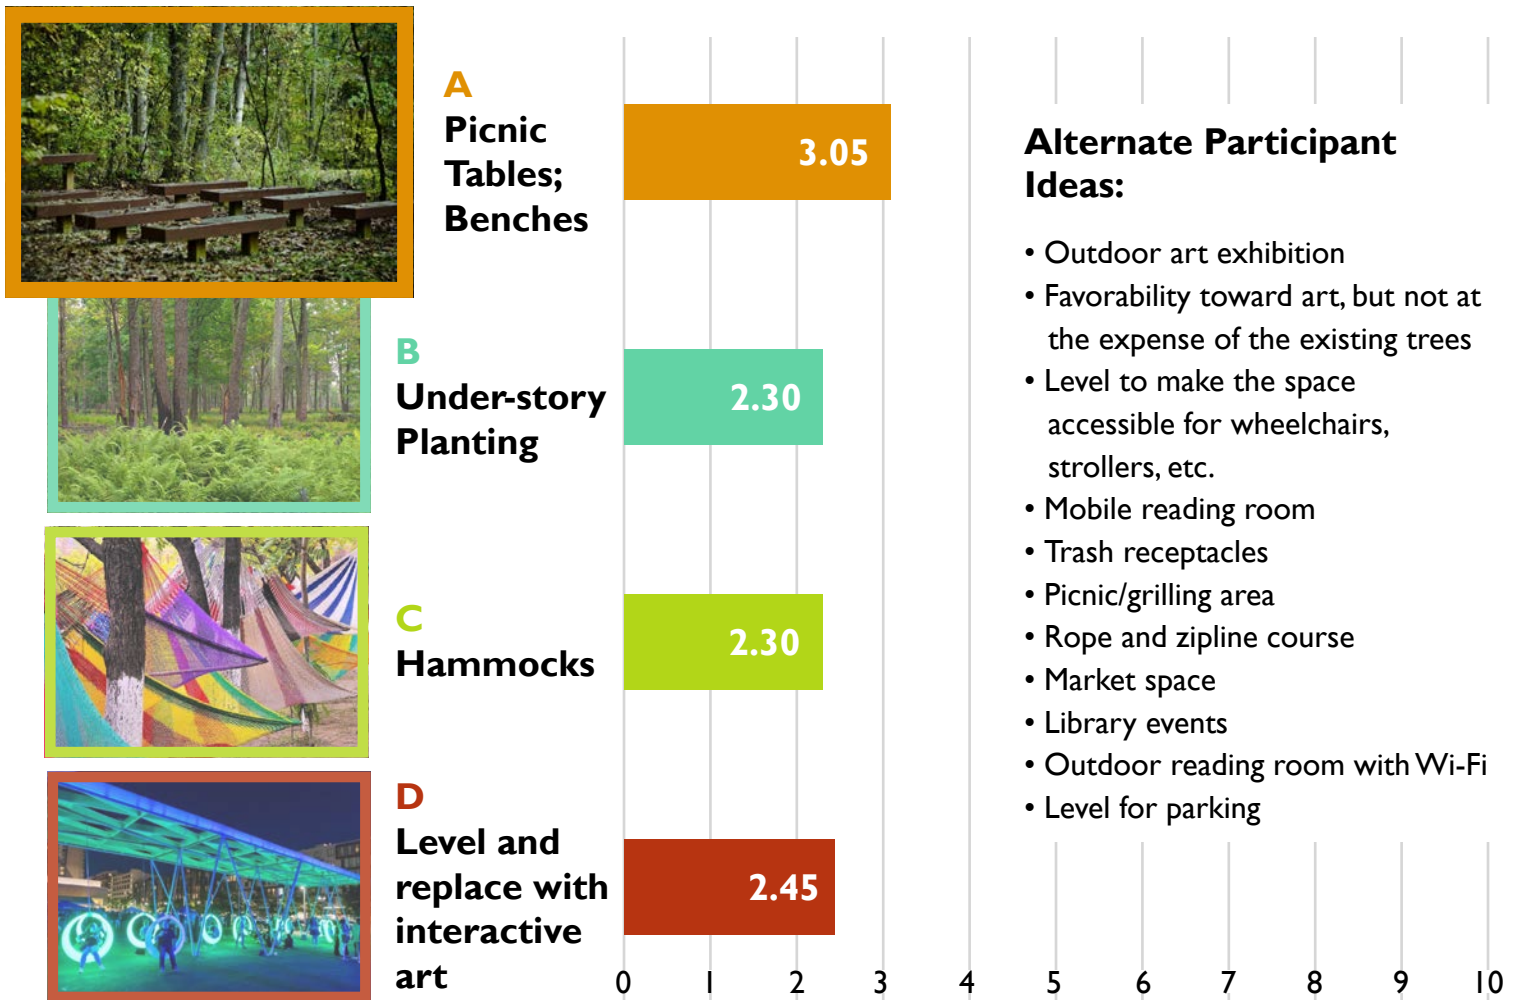 A
Picnic
Tables;
Benches
3.05
B
Under-story
Planting
2.30
C
Hammocks
2.30
D
Level and
replace with
interactive
art
2.45
0 1 2 3 4 5 6 7 8 9 10
Alternate Participant
Ideas:
• Outdoor art exhibition
• Favorability toward art, but not at
the expense of the existing trees
• Level to make the space
accessible for wheelchairs,
strollers, etc.
• Mobile reading room
• Trash receptacles
• Picnic/grilling area
• Rope and zipline course
• Market space
• Library events
• Outdoor reading room with Wi-Fi
• Level for parking